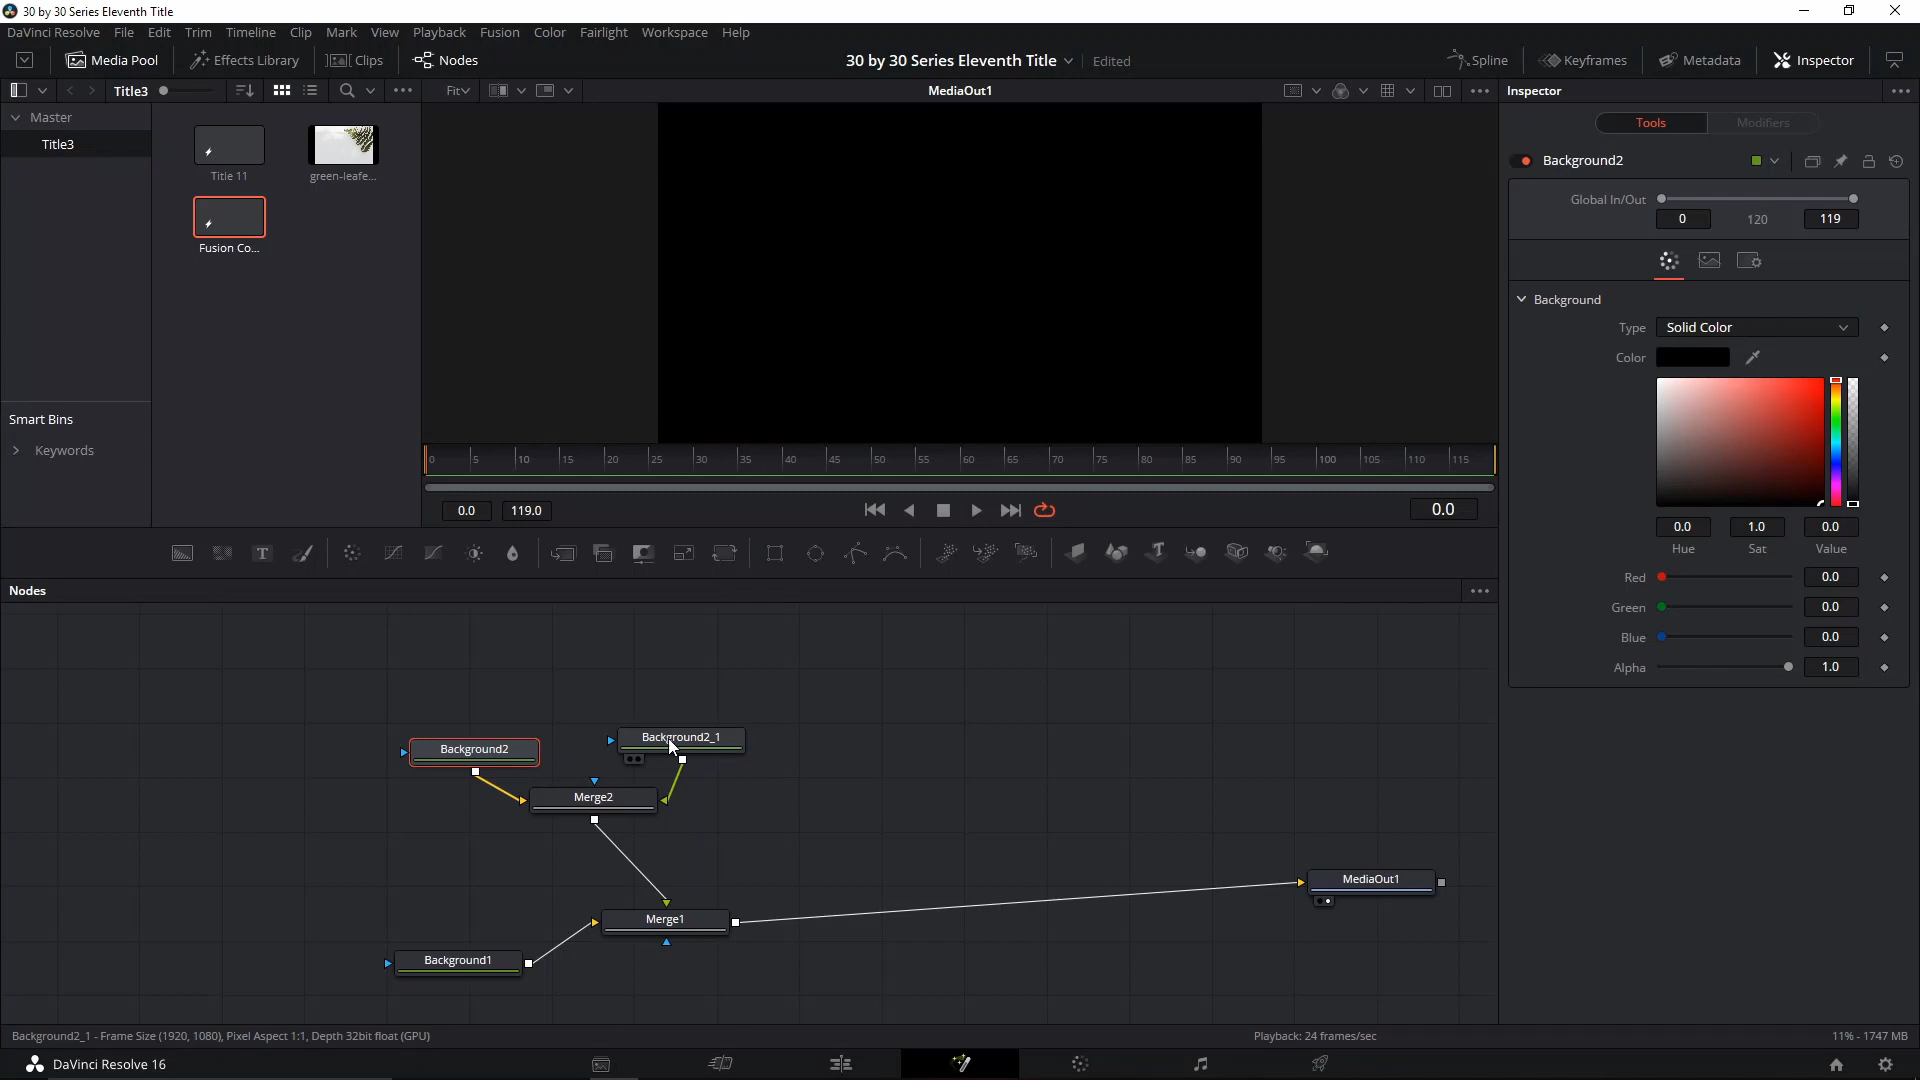 30 by 30 Series Eleventh Title
DaVinci Resolve File Edit Trim Timeline Clip Mark View Playback Fusion Color Fairlight Workspace Help
Media Pool Effects Library Clips Nodes 30 by 30 Series Eleventh Title Edited Spline Keyframes Metadata Inspector
Title3 Fit MediaOut1 Inspector
Master
Title3
Title 11
green-leafe...
Fusion Co...
Smart Bins
Keywords
0 5 10 15 20 25 30 35 40 45 50 55 60 65 70 75 80 85 90 95 100 105 110 115
0.0 119.0 0.0
Tools Modifiers
Background2
Global In/Out
0 120 119
Background
Type Solid Color
Color
0.0 1.0 0.0
Hue Sat Value
Red 0.0
Green 0.0
Blue 0.0
Alpha 1.0
T
Nodes
Background2_1
Background2
Merge2
MediaOut1
Merge1
Background1
Background2_1 - Frame Size (1920, 1080), Pixel Aspect 1:1, Depth 32bit float (GPU) Playback: 24 frames/sec 11% - 1747 MB
DaVinci Resolve 16